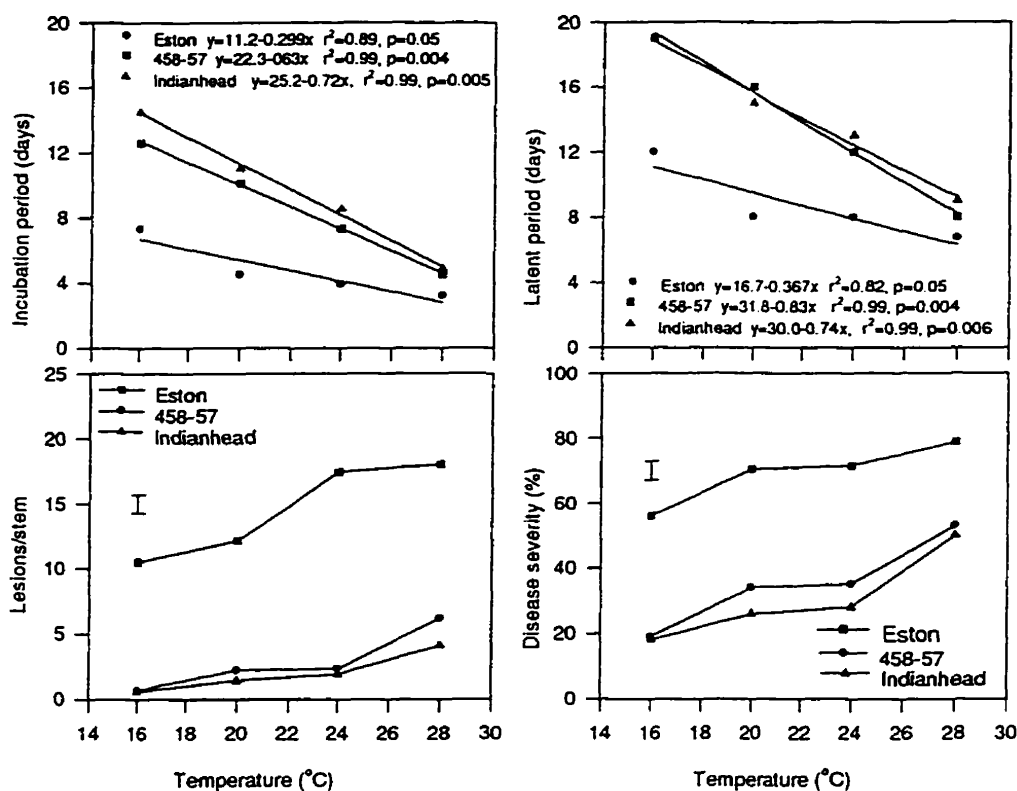 20
16
12
8
4
0
Incubation period (days)
Eston y=11.2-0.299x r²=0.89, p=0.05
458-57 y=22.3-063x r²=0.99, p=0.004
Indianhead y=25.2-0.72x, r²=0.99, p=0.005
20
16
12
8
4
0
Latent period (days)
Eston y=16.7-0.367x r²=0.82, p=0.05
458-57 y=31.8-0.83x r²=0.99, p=0.004
Indianhead y=30.0-0.74x, r²=0.99, p=0.006
25
20
15
10
5
0
Lesions/stem
Eston
458-57
Indianhead
14 16 18 20 22 24 26 28 30
Temperature (°C)
100
80
60
40
20
0
Disease severity (%)
Eston
458-57
Indianhead
14 16 18 20 22 24 26 28 30
Temperature (°C)